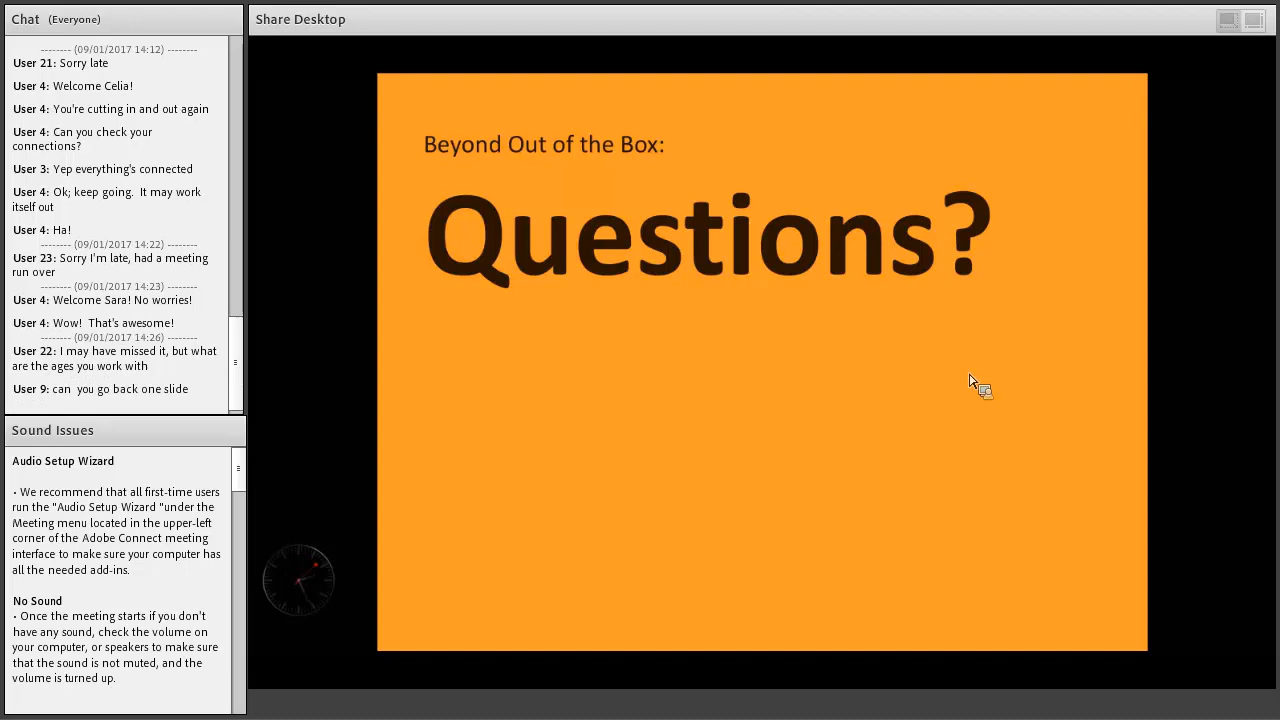 Chat (Everyone)
-------- (09/01/2017 14:12) --------
User 21: Sorry late
User 4: Welcome Celia!
User 4: You're cutting in and out again
User 4: Can you check your
connections?
User 3: Yep everything's connected
User 4: Ok; keep going.  It may work
itself out
User 4: Ha!
-------- (09/01/2017 14:22) --------
User 23: Sorry I'm late, had a meeting
run over
-------- (09/01/2017 14:23) --------
User 4: Welcome Sara! No worries!
User 4: Wow!  That's awesome!
-------- (09/01/2017 14:26) --------
User 22: I may have missed it, but what
are the ages you work with
User 9: can  you go back one slide
Sound Issues
Audio Setup Wizard
• We recommend that all first-time users
run the "Audio Setup Wizard "under the
Meeting menu located in the upper-left
corner of the Adobe Connect meeting
interface to make sure your computer has
all the needed add-ins.
No Sound
• Once the meeting starts if you don't
have any sound, check the volume on
your computer, or speakers to make sure
that the sound is not muted, and the
volume is turned up.
Share Desktop
Beyond Out of the Box:
Questions?